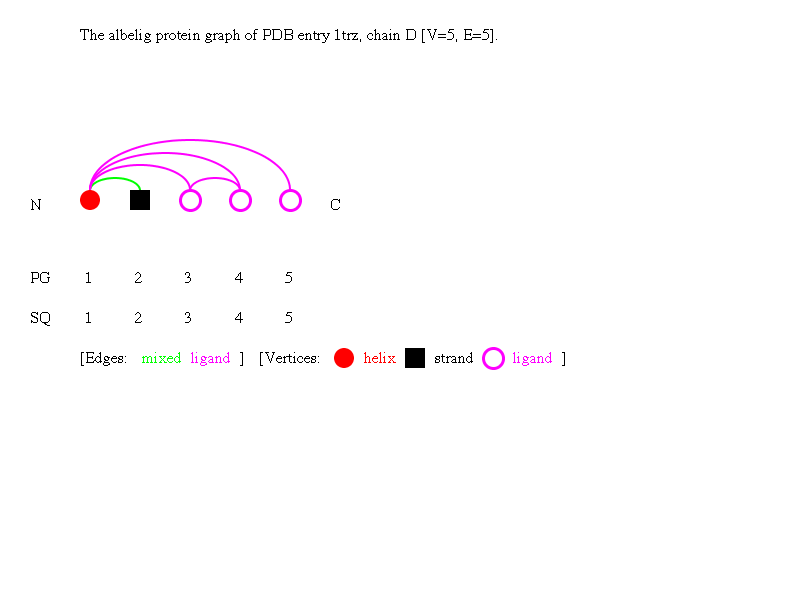 The albelig protein graph of PDB entry 1trz, chain D [V=5, E=5].
N C
PG 1 2 3 4 5
SQ 1 2 3 4 5
[Edges: mixed ligand ] [Vertices: helix strand ligand ]